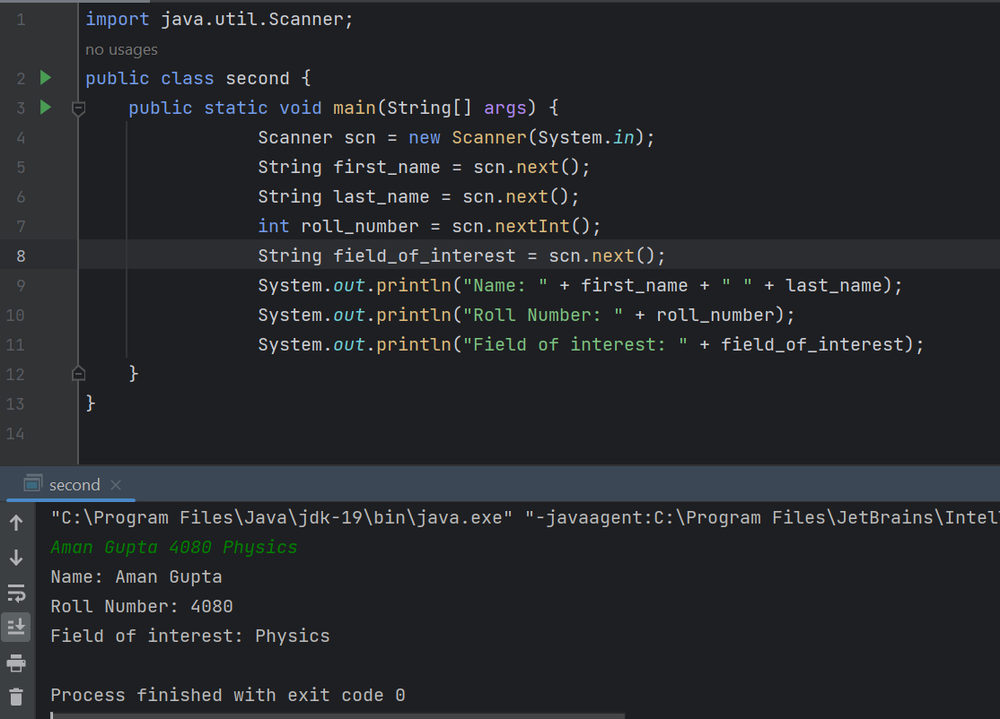 1 import java.util.Scanner;
no usages
2 public class second {
3 public static void main(String[] args) {
4 Scanner scn = new Scanner(System.in);
5 String first_name = scn.next();
6 String last_name = scn.next();
7 int roll_number = scn.nextInt();
8 String field_of_interest = scn.next();
9 System.out.println("Name: " + first_name + " " + last_name);
10 System.out.println("Roll Number: " + roll_number);
11 System.out.println("Field of interest: " + field_of_interest);
12 }
13 }
14
second
"C:\Program Files\Java\jdk-19\bin\java.exe" "-javaagent:C:\Program Files\JetBrains\Intel
Aman Gupta 4080 Physics
Name: Aman Gupta
Roll Number: 4080
Field of interest: Physics
Process finished with exit code 0